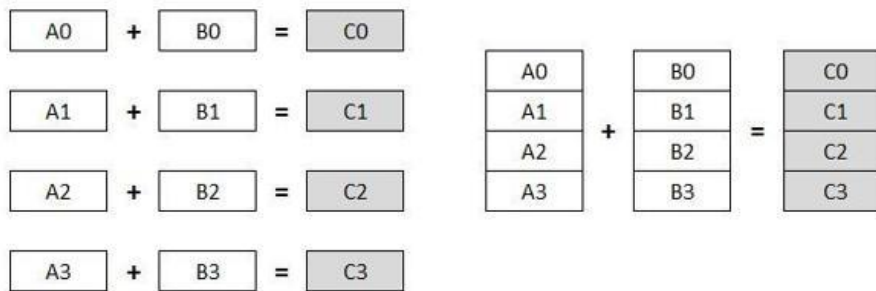 A0 + B0 = C0
A1 + B1 = C1
A2 + B2 = C2
A3 + B3 = C3
A0 B0 C0
A1 B1 C1
+ =
A2 B2 C2
A3 B3 C3